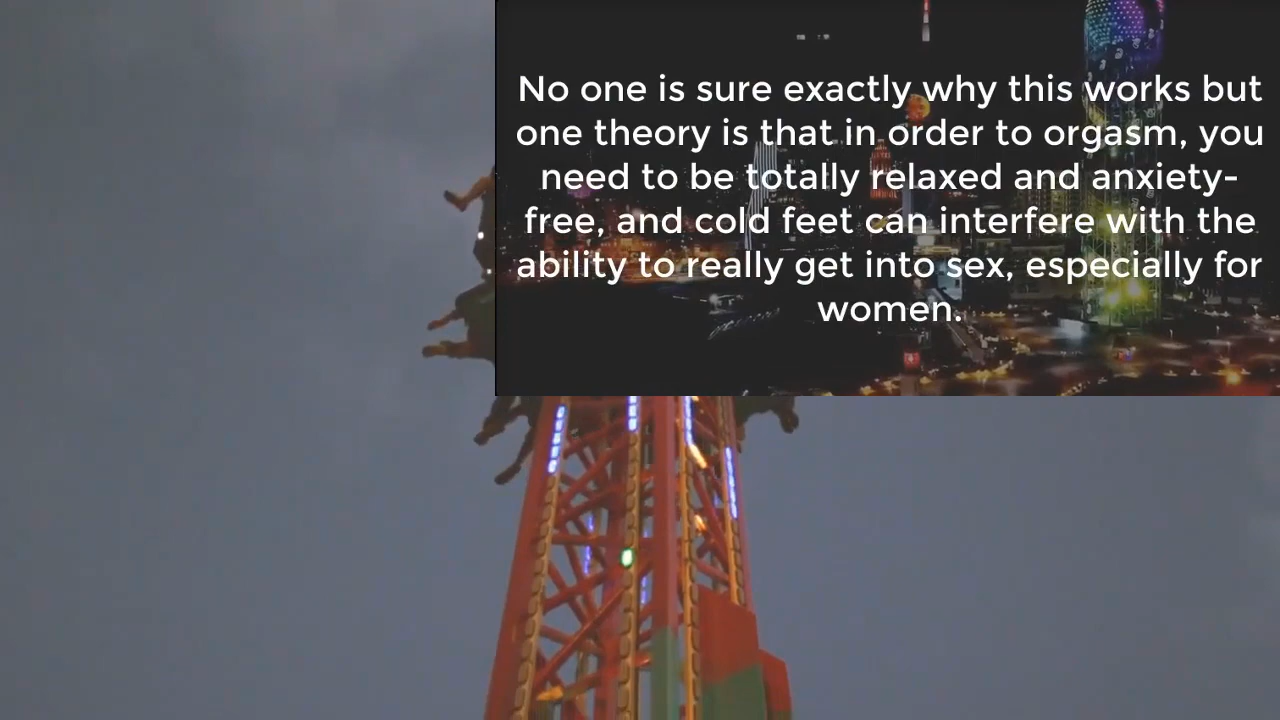 No one is sure exactly why this works but
one theory is that in order to orgasm, you
need to be totally relaxed and anxiety-
free, and cold feet can interfere with the
ability to really get into sex, especially for
women.